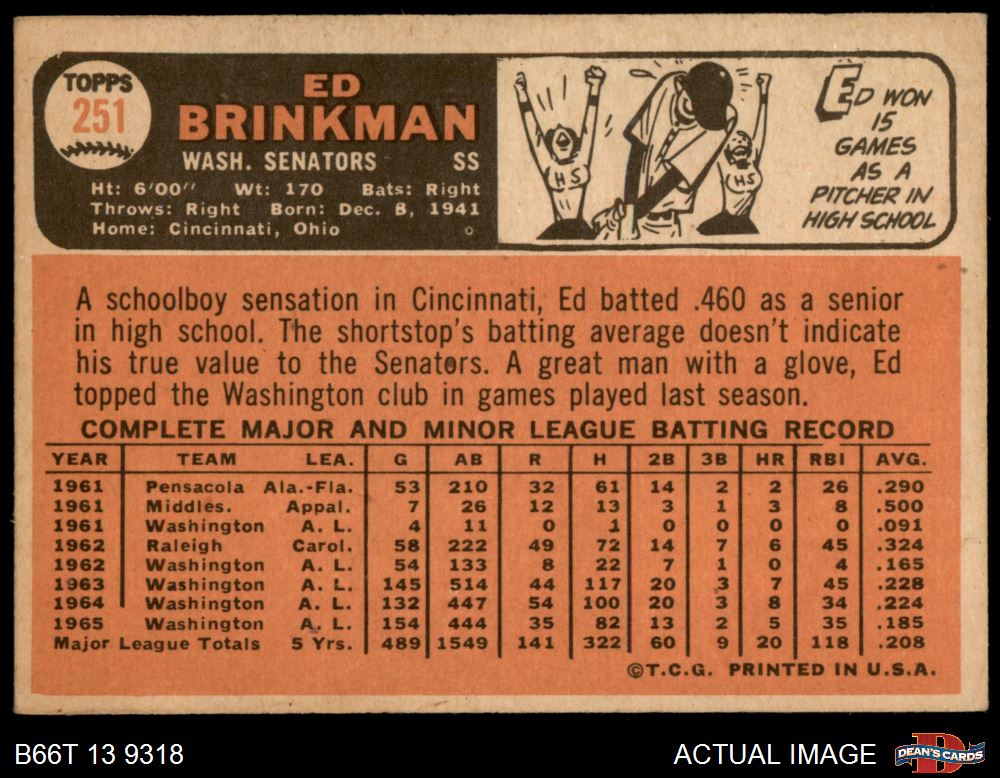 TOPPS
251
ED
BRINKMAN
WASH. SENATORS SS
Ht: 6'00'' Wt: 170 Bats: Right
Throws: Right Born: Dec. 8, 1941
Home: Cincinnati, Ohio
HS
HS
ED WON
15
GAMES
AS A
PITCHER IN
HIGH SCHOOL
A schoolboy sensation in Cincinnati, Ed batted .460 as a senior
in high school. The shortstop's batting average doesn't indicate
his true value to the Senators. A great man with a glove, Ed
topped the Washington club in games played last season.
COMPLETE MAJOR AND MINOR LEAGUE BATTING RECORD
YEAR TEAM LEA. G AB R H 2B 3B HR RBI AVG.
1961 Pensacola Ala.-Fla. 53 210 32 61 14 2 2 26 .290
1961 Middles. Appal. 7 26 12 13 3 1 3 8 .500
1961 Washington A. L. 4 11 0 1 0 0 0 0 .091
1962 Raleigh Carol. 58 222 49 72 14 7 6 45 .324
1962 Washington A. L. 54 133 8 22 7 1 0 4 .165
1963 Washington A. L. 145 514 44 117 20 3 7 45 .228
1964 Washington A. L. 132 447 54 100 20 3 8 34 .224
1965 Washington A. L. 154 444 35 82 13 2 5 35 .185
Major League Totals 5 Yrs. 489 1549 141 322 60 9 20 118 .208
©T.C.G. PRINTED IN U.S.A.
B66T 13 9318
ACTUAL IMAGE
DEAN'S CARDS